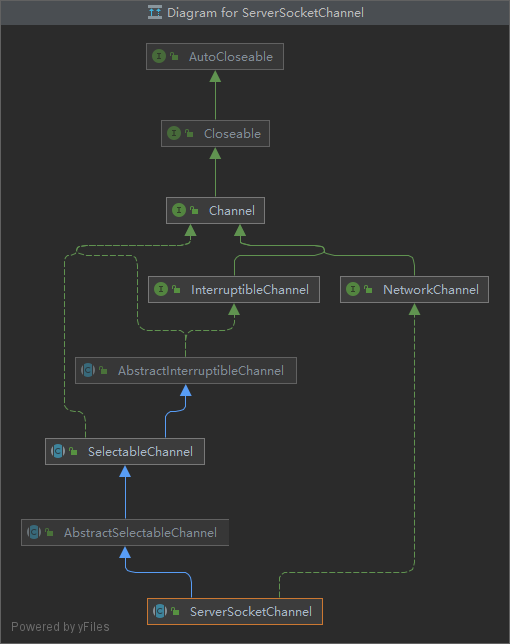 Diagram for ServerSocketChannel
I AutoCloseable
I Closeable
I Channel
I InterruptibleChannel
I NetworkChannel
C AbstractInterruptibleChannel
C SelectableChannel
C AbstractSelectableChannel
C ServerSocketChannel
Powered by yFiles